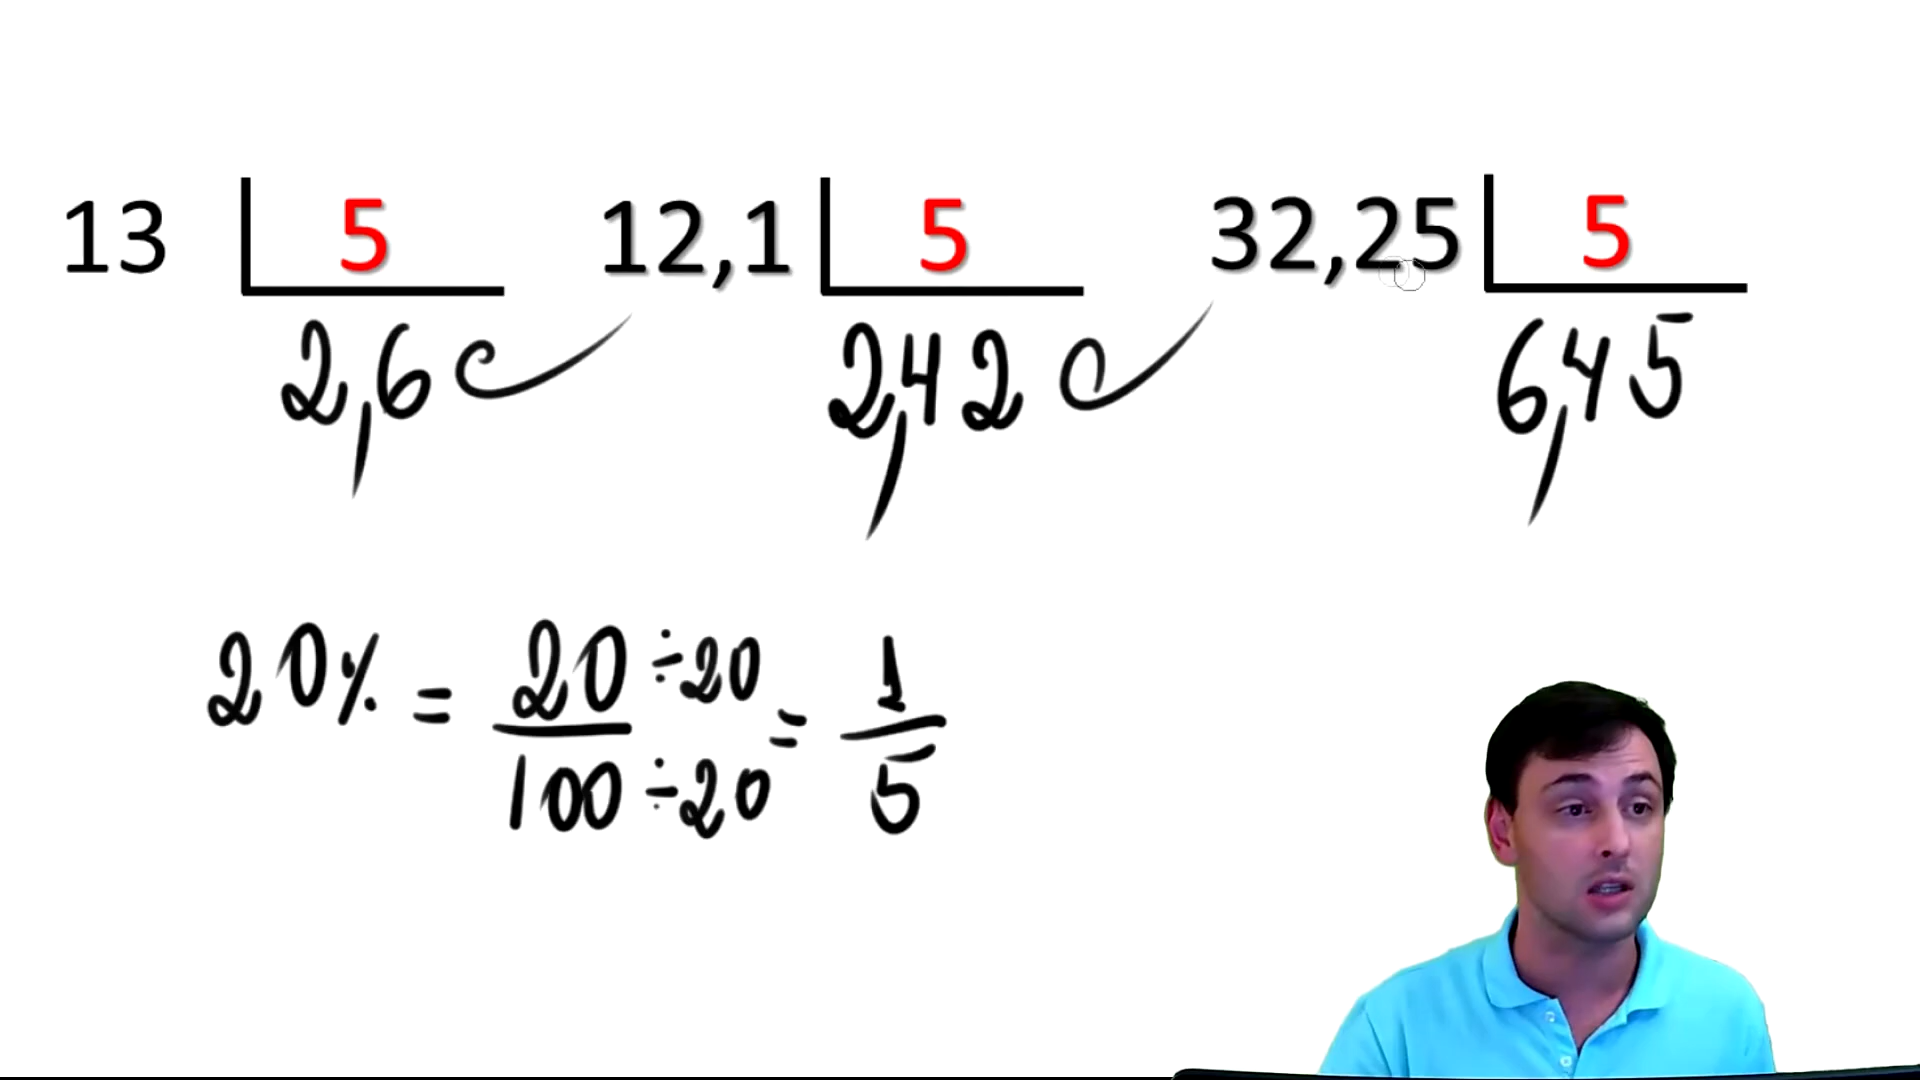 13 5 12,1 5 32,25 5
2,6 2,42 6,45
20% = 20 ÷20 = 1
100 ÷20 5